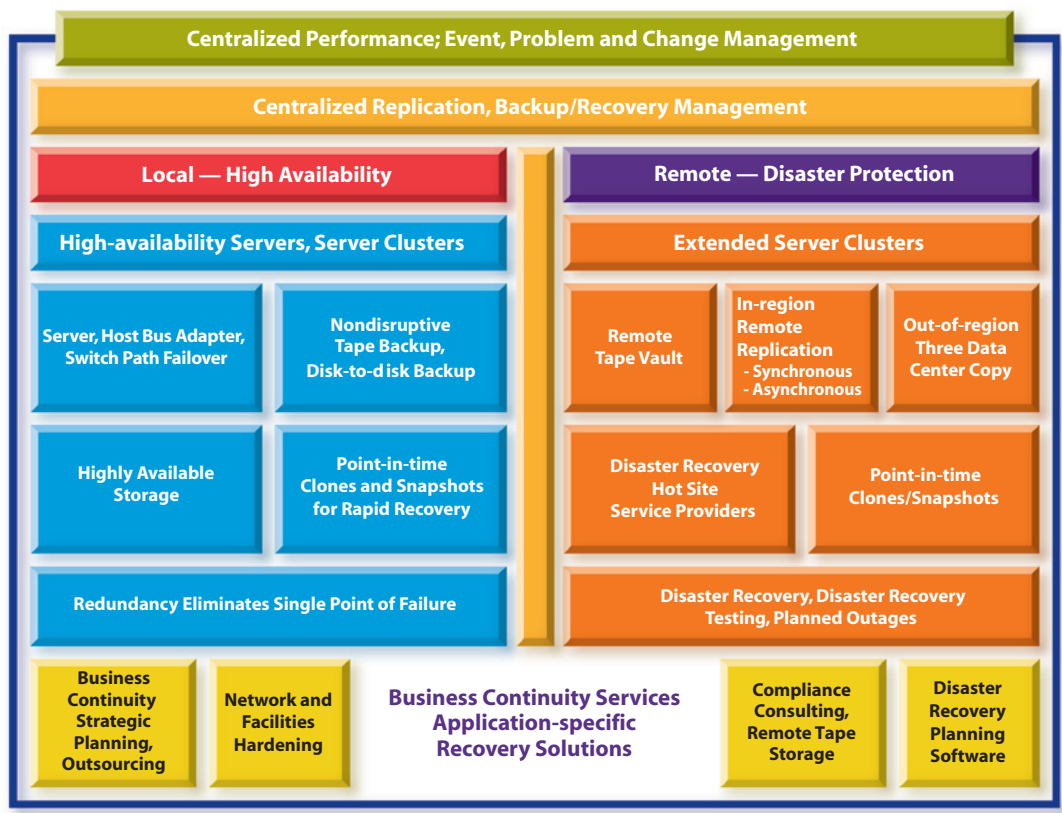 Centralized Performance; Event, Problem and Change Management
Centralized Replication, Backup/Recovery Management
Local — High Availability
High-availability Servers, Server Clusters
Server, Host Bus Adapter,
Switch Path Failover
Nondisruptive
Tape Backup,
Disk-to-disk Backup
Highly Available
Storage
Point-in-time
Clones and Snapshots
for Rapid Recovery
Redundancy Eliminates Single Point of Failure
Remote — Disaster Protection
Extended Server Clusters
Remote
Tape Vault
In-region
Remote
Replication
- Synchronous
- Asynchronous
Out-of-region
Three Data
Center Copy
Disaster Recovery
Hot Site
Service Providers
Point-in-time
Clones/Snapshots
Disaster Recovery, Disaster Recovery
Testing, Planned Outages
Business
Continuity
Strategic
Planning,
Outsourcing
Network and
Facilities
Hardening
Business Continuity Services
Application-specific
Recovery Solutions
Compliance
Consulting,
Remote Tape
Storage
Disaster
Recovery
Planning
Software